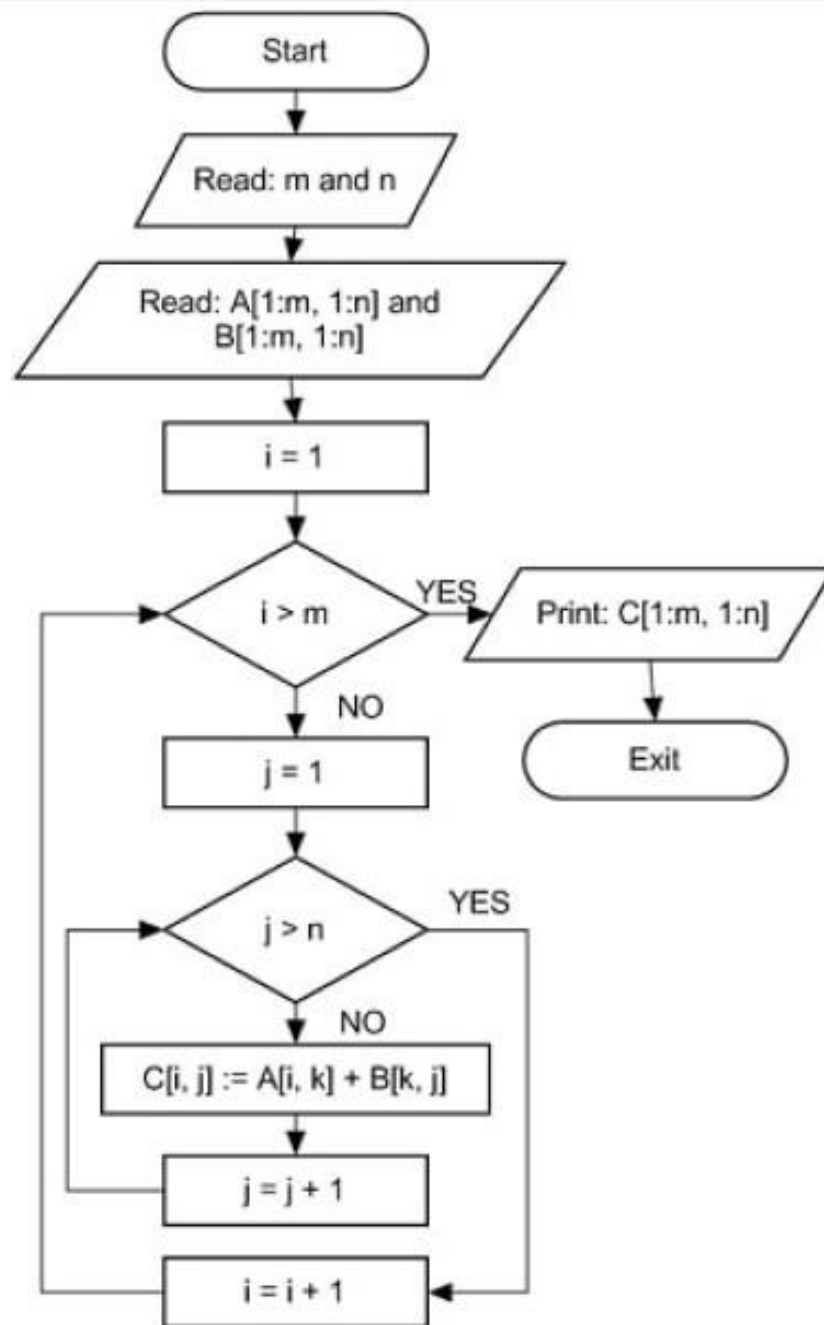 Start
Read: m and n
Read: A[1:m, 1:n] and
B[1:m, 1:n]
i = 1
i > m
YES
Print: C[1:m, 1:n]
Exit
NO
j = 1
j > n
YES
NO
C[i, j] := A[i, k] + B[k, j]
j = j + 1
i = i + 1